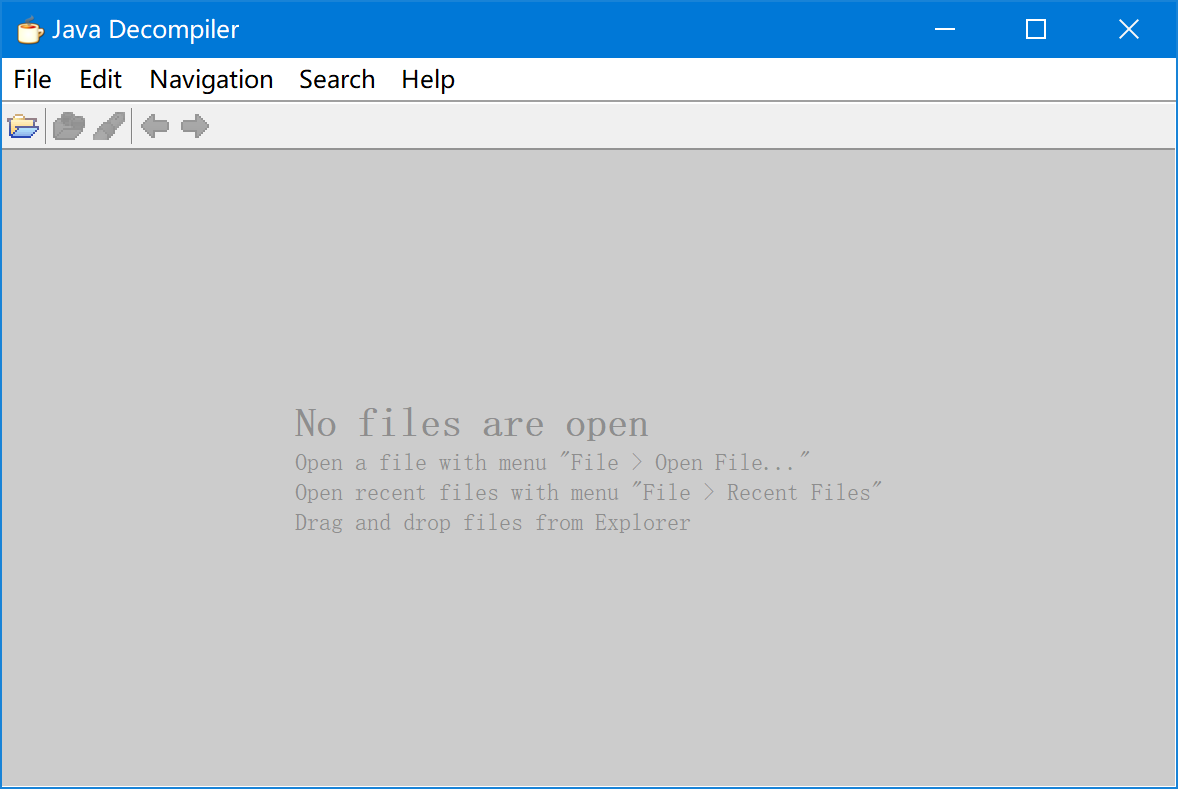 Java Decompiler
File Edit Navigation Search Help
No files are open
Open a file with menu "File > Open File..."
Open recent files with menu "File > Recent Files"
Drag and drop files from Explorer